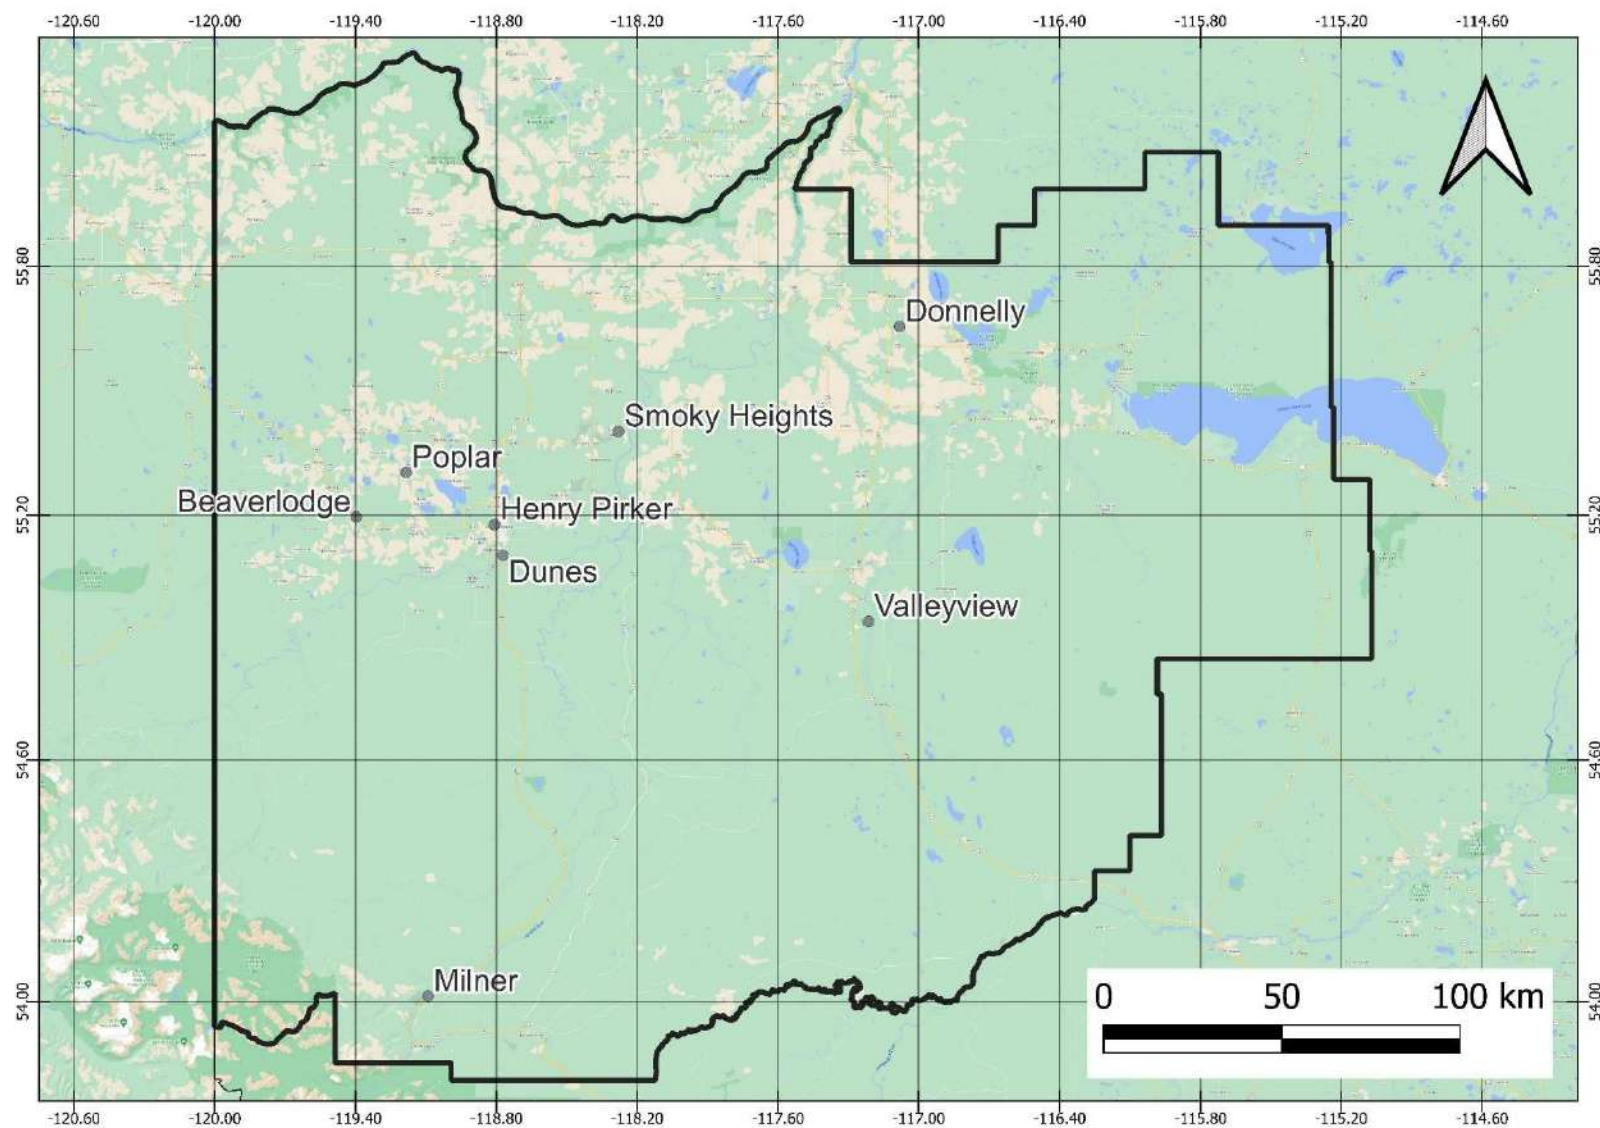 -120.60 -120.00 -119.40 -118.80 -118.20 -117.60 -117.00 -116.40 -115.80 -115.20 -114.60
55.80 55.80
Donnelly
Smoky Heights
Poplar
Beaverlodge
Henry Pirker
55.20 55.20
Dunes
Valleyview
54.60 54.60
Milner
54.00 54.00
0 50 100 km
-120.60 -120.00 -119.40 -118.80 -118.20 -117.60 -117.00 -116.40 -115.80 -115.20 -114.60